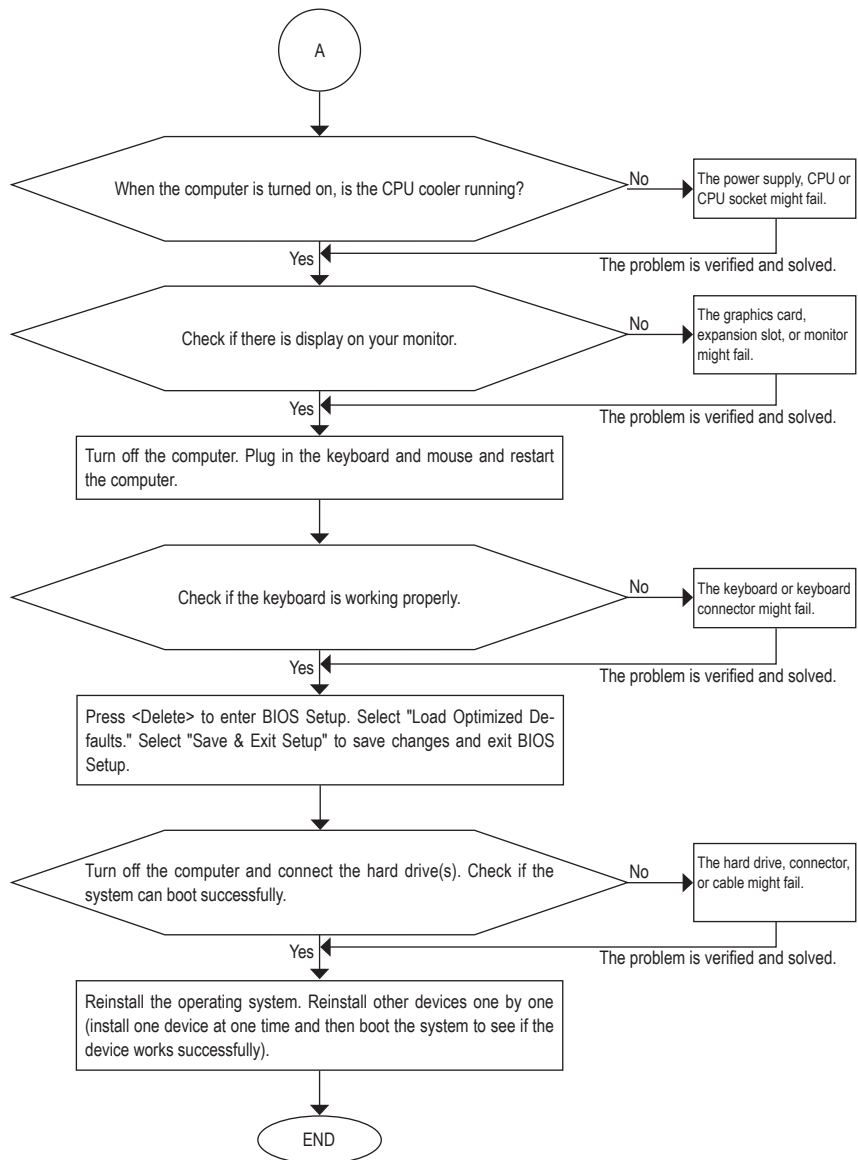 A
When the computer is turned on, is the CPU cooler running?
No
The power supply, CPU or
CPU socket might fail.
Yes
The problem is verified and solved.
Check if there is display on your monitor.
No
The graphics card,
expansion slot, or monitor
might fail.
Yes
The problem is verified and solved.
Turn off the computer. Plug in the keyboard and mouse and restart
the computer.
Check if the keyboard is working properly.
No
The keyboard or keyboard
connector might fail.
Yes
The problem is verified and solved.
Press <Delete> to enter BIOS Setup. Select "Load Optimized De-
faults." Select "Save & Exit Setup" to save changes and exit BIOS
Setup.
Turn off the computer and connect the hard drive(s). Check if the
system can boot successfully.
No
The hard drive, connector,
or cable might fail.
Yes
The problem is verified and solved.
Reinstall the operating system. Reinstall other devices one by one
(install one device at one time and then boot the system to see if the
device works successfully).
END